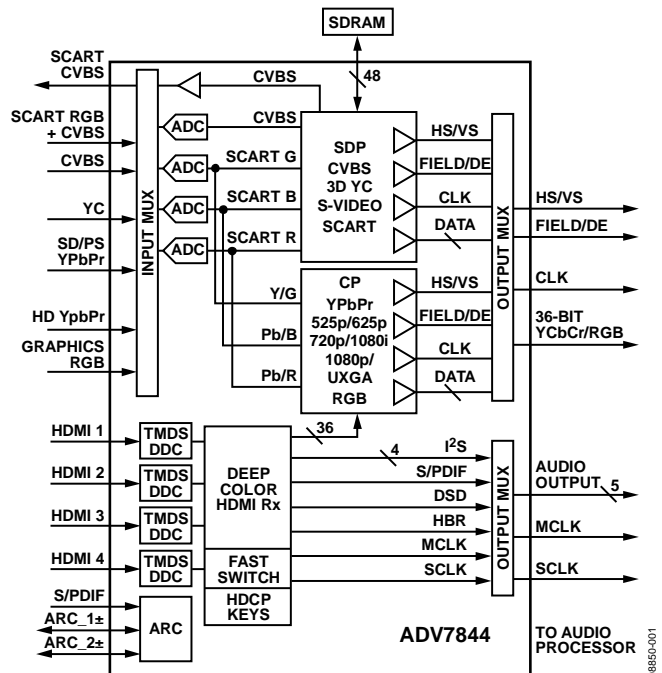 SDRAM
48
SCART
CVBS
SCART RGB
+ CVBS
CVBS
YC
SD/PS
YPbPr
HD YpbPr
GRAPHICS
RGB
INPUT MUX
CVBS
ADC
CVBS
ADC
SCART G
ADC
SCART B
ADC
SCART R
SDP
CVBS
3D YC
S-VIDEO
SCART
HS/VS
FIELD/DE
CLK
DATA
Y/G
Pb/B
Pb/R
CP
YPbPr
525p/625p
720p/1080i
1080p/
UXGA
RGB
HS/VS
FIELD/DE
CLK
DATA
OUTPUT MUX
HS/VS
FIELD/DE
CLK
36-BIT
YCbCr/RGB
36
HDMI 1
TMDS
DDC
HDMI 2
TMDS
DDC
HDMI 3
TMDS
DDC
HDMI 4
TMDS
DDC
DEEP
COLOR
HDMI Rx
FAST
SWITCH
HDCP
KEYS
4
I²S
S/PDIF
DSD
HBR
MCLK
SCLK
OUTPUT MUX
AUDIO
OUTPUT
5
MCLK
SCLK
S/PDIF
ARC_1±
ARC_2±
ARC
ADV7844
TO AUDIO
PROCESSOR
08850-001